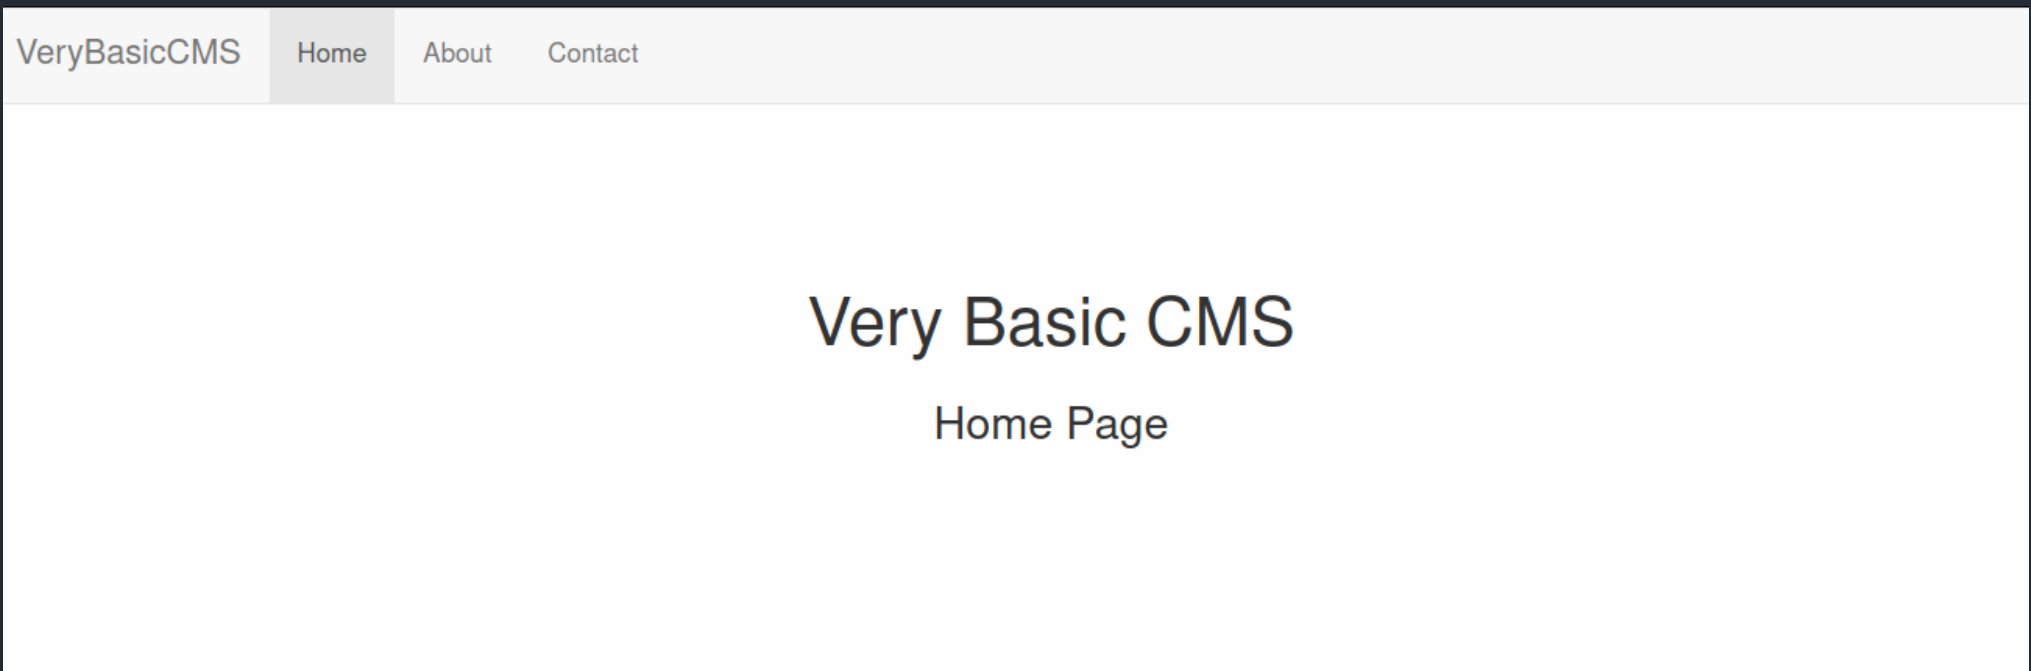 VeryBasicCMS Home About Contact
Very Basic CMS
Home Page